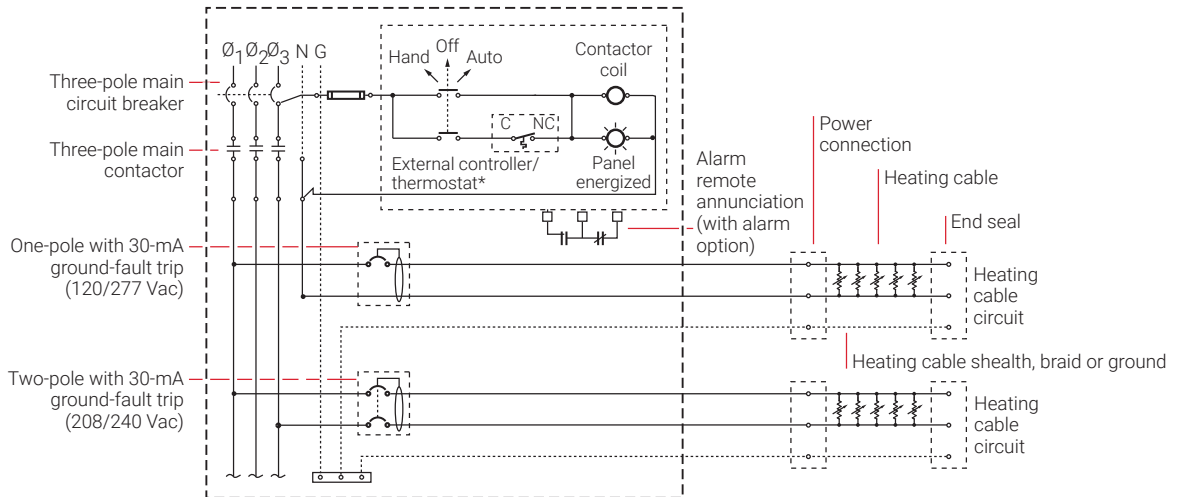 Ø1 Ø2 Ø3 N G
Hand
Off
Auto
Contactor
coil
Three-pole main
circuit breaker
C NC
Three-pole main
contactor
External controller/
thermostat*
Panel
energized
Alarm
remote
annunciation
(with alarm
option)
Power
connection
Heating cable
End seal
One-pole with 30-mA
ground-fault trip
(120/277 Vac)
Heating
cable
circuit
Heating cable shealth, braid or ground
Two-pole with 30-mA
ground-fault trip
(208/240 Vac)
Heating
cable
circuit